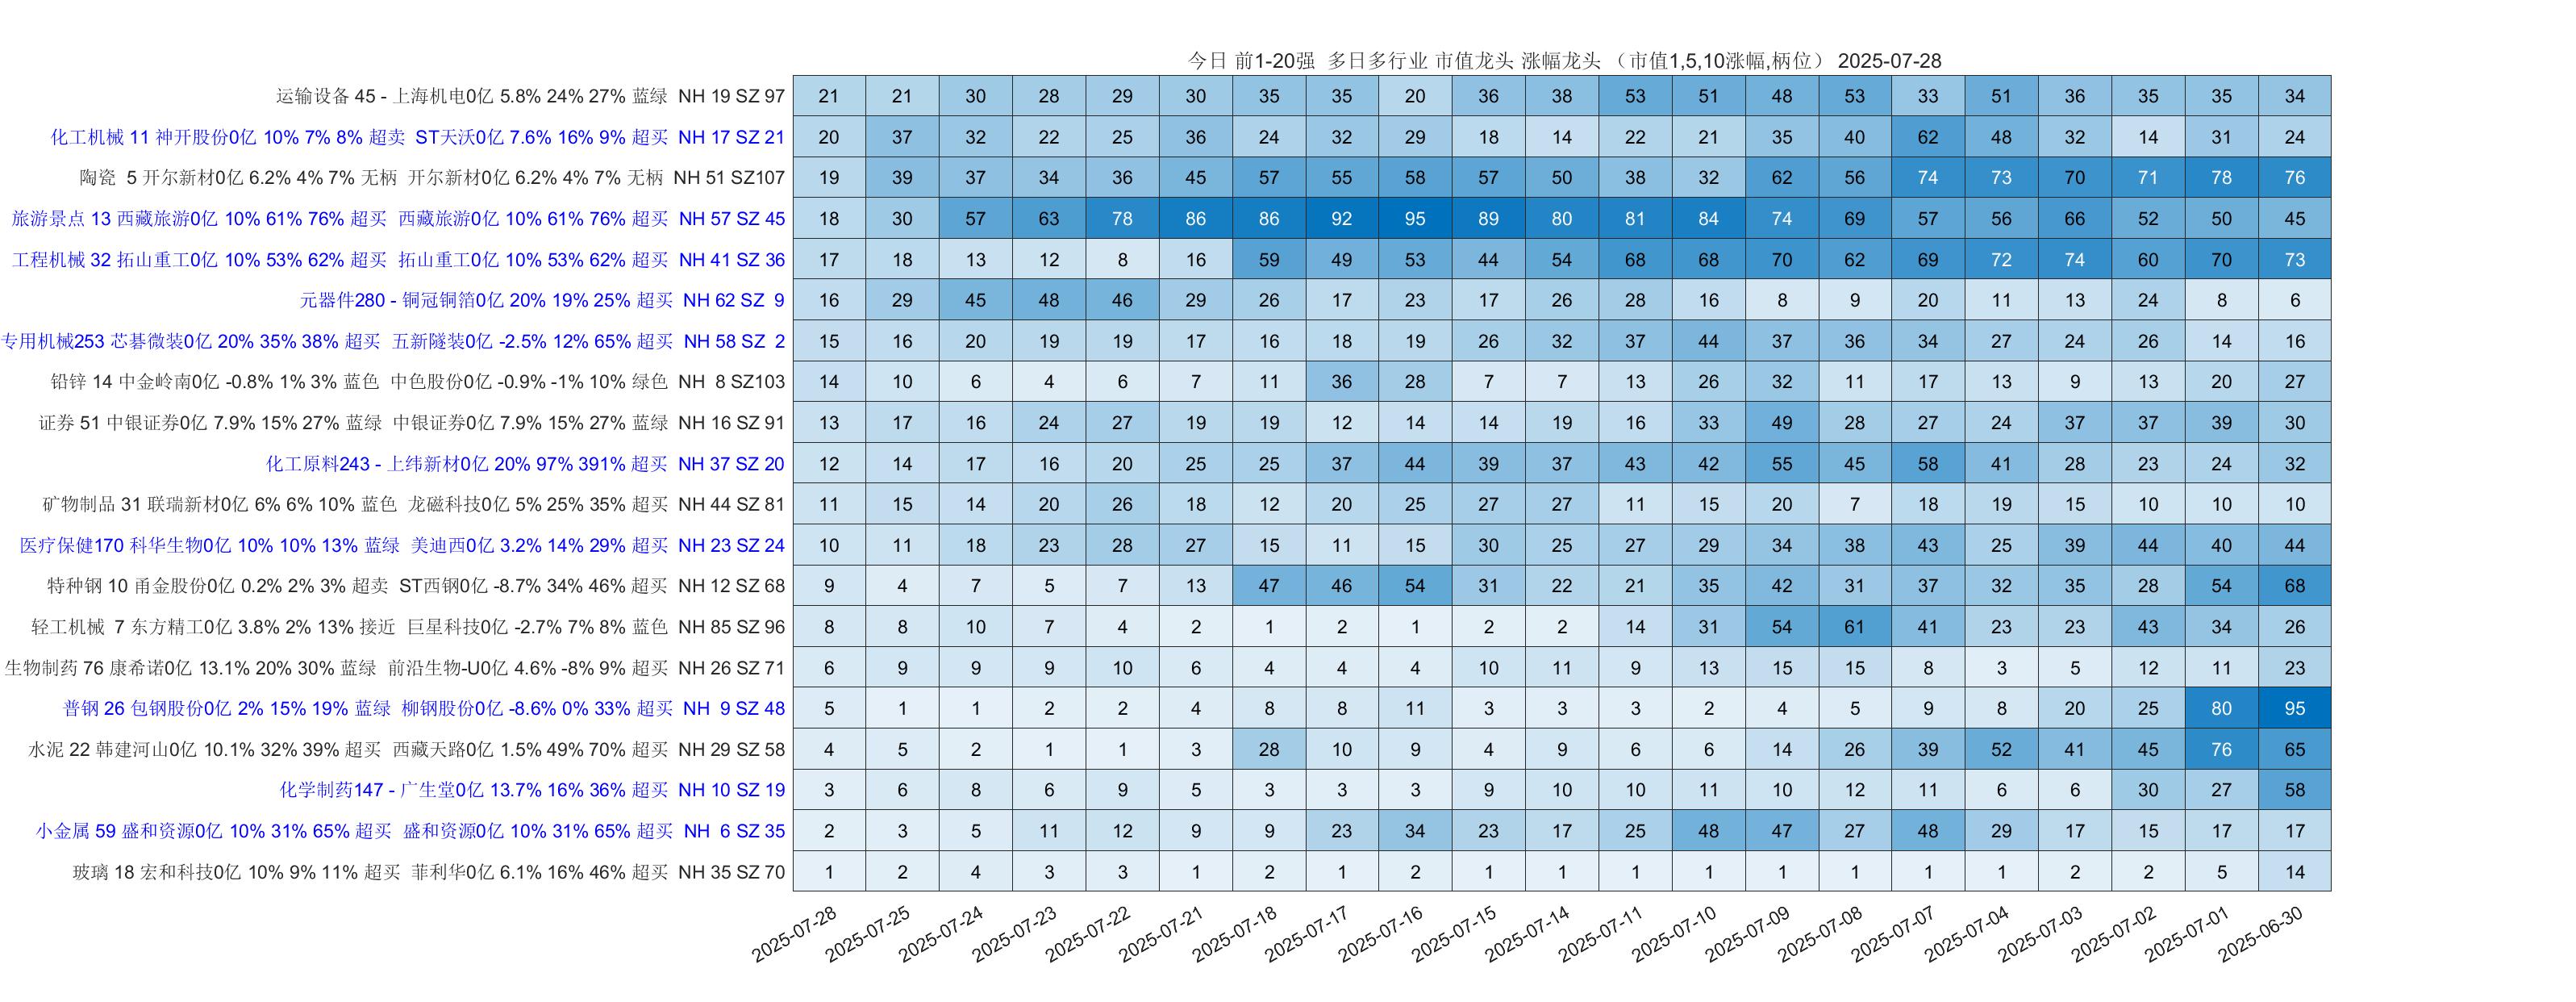 今日 前1-20强  多日多行业 市值龙头 涨幅龙头 （市值1,5,10涨幅,柄位） 2025-07-28
运输设备 45 - 上海机电0亿 5.8% 24% 27% 蓝绿  NH 19 SZ 97 21 21 30 28 29 30 35 35 20 36 38 53 51 48 53 33 51 36 35 35 34
化工机械 11 神开股份0亿 10% 7% 8% 超卖  ST天沃0亿 7.6% 16% 9% 超买  NH 17 SZ 21 20 37 32 22 25 36 24 32 29 18 14 22 21 35 40 62 48 32 14 31 24
陶瓷  5 开尔新材0亿 6.2% 4% 7% 无柄  开尔新材0亿 6.2% 4% 7% 无柄  NH 51 SZ107 19 39 37 34 36 45 57 55 58 57 50 38 32 62 56 74 73 70 71 78 76
旅游景点 13 西藏旅游0亿 10% 61% 76% 超买  西藏旅游0亿 10% 61% 76% 超买  NH 57 SZ 45 18 30 57 63 78 86 86 92 95 89 80 81 84 74 69 57 56 66 52 50 45
工程机械 32 拓山重工0亿 10% 53% 62% 超买  拓山重工0亿 10% 53% 62% 超买  NH 41 SZ 36 17 18 13 12 8 16 59 49 53 44 54 68 68 70 62 69 72 74 60 70 73
元器件280 - 铜冠铜箔0亿 20% 19% 25% 超买  NH 62 SZ  9 16 29 45 48 46 29 26 17 23 17 26 28 16 8 9 20 11 13 24 8 6
专用机械253 芯碁微装0亿 20% 35% 38% 超买  五新隧装0亿 -2.5% 12% 65% 超买  NH 58 SZ  2 15 16 20 19 19 17 16 18 19 26 32 37 44 37 36 34 27 24 26 14 16
铅锌 14 中金岭南0亿 -0.8% 1% 3% 蓝色  中色股份0亿 -0.9% -1% 10% 绿色  NH  8 SZ103 14 10 6 4 6 7 11 36 28 7 7 13 26 32 11 17 13 9 13 20 27
证券 51 中银证券0亿 7.9% 15% 27% 蓝绿  中银证券0亿 7.9% 15% 27% 蓝绿  NH 16 SZ 91 13 17 16 24 27 19 19 12 14 14 19 16 33 49 28 27 24 37 37 39 30
化工原料243 - 上纬新材0亿 20% 97% 391% 超买  NH 37 SZ 20 12 14 17 16 20 25 25 37 44 39 37 43 42 55 45 58 41 28 23 24 32
矿物制品 31 联瑞新材0亿 6% 6% 10% 蓝色  龙磁科技0亿 5% 25% 35% 超买  NH 44 SZ 81 11 15 14 20 26 18 12 20 25 27 27 11 15 20 7 18 19 15 10 10 10
医疗保健170 科华生物0亿 10% 10% 13% 蓝绿  美迪西0亿 3.2% 14% 29% 超买  NH 23 SZ 24 10 11 18 23 28 27 15 11 15 30 25 27 29 34 38 43 25 39 44 40 44
特种钢 10 甬金股份0亿 0.2% 2% 3% 超卖  ST西钢0亿 -8.7% 34% 46% 超买  NH 12 SZ 68 9 4 7 5 7 13 47 46 54 31 22 21 35 42 31 37 32 35 28 54 68
轻工机械  7 东方精工0亿 3.8% 2% 13% 接近  巨星科技0亿 -2.7% 7% 8% 蓝色  NH 85 SZ 96 8 8 10 7 4 2 1 2 1 2 2 14 31 54 61 41 23 23 43 34 26
生物制药 76 康希诺0亿 13.1% 20% 30% 蓝绿  前沿生物-U0亿 4.6% -8% 9% 超买  NH 26 SZ 71 6 9 9 9 10 6 4 4 4 10 11 9 13 15 15 8 3 5 12 11 23
普钢 26 包钢股份0亿 2% 15% 19% 蓝绿  柳钢股份0亿 -8.6% 0% 33% 超买  NH  9 SZ 48 5 1 1 2 2 4 8 8 11 3 3 3 2 4 5 9 8 20 25 80 95
水泥 22 韩建河山0亿 10.1% 32% 39% 超买  西藏天路0亿 1.5% 49% 70% 超买  NH 29 SZ 58 4 5 2 1 1 3 28 10 9 4 9 6 6 14 26 39 52 41 45 76 65
化学制药147 - 广生堂0亿 13.7% 16% 36% 超买  NH 10 SZ 19 3 6 8 6 9 5 3 3 3 9 10 10 11 10 12 11 6 6 30 27 58
小金属 59 盛和资源0亿 10% 31% 65% 超买  盛和资源0亿 10% 31% 65% 超买  NH  6 SZ 35 2 3 5 11 12 9 9 23 34 23 17 25 48 47 27 48 29 17 15 17 17
玻璃 18 宏和科技0亿 10% 9% 11% 超买  菲利华0亿 6.1% 16% 46% 超买  NH 35 SZ 70 1 2 4 3 3 1 2 1 2 1 1 1 1 1 1 1 1 2 2 5 14
2025-07-28 2025-07-25 2025-07-24 2025-07-23 2025-07-22 2025-07-21 2025-07-18 2025-07-17 2025-07-16 2025-07-15 2025-07-14 2025-07-11 2025-07-10 2025-07-09 2025-07-08 2025-07-07 2025-07-04 2025-07-03 2025-07-02 2025-07-01 2025-06-30